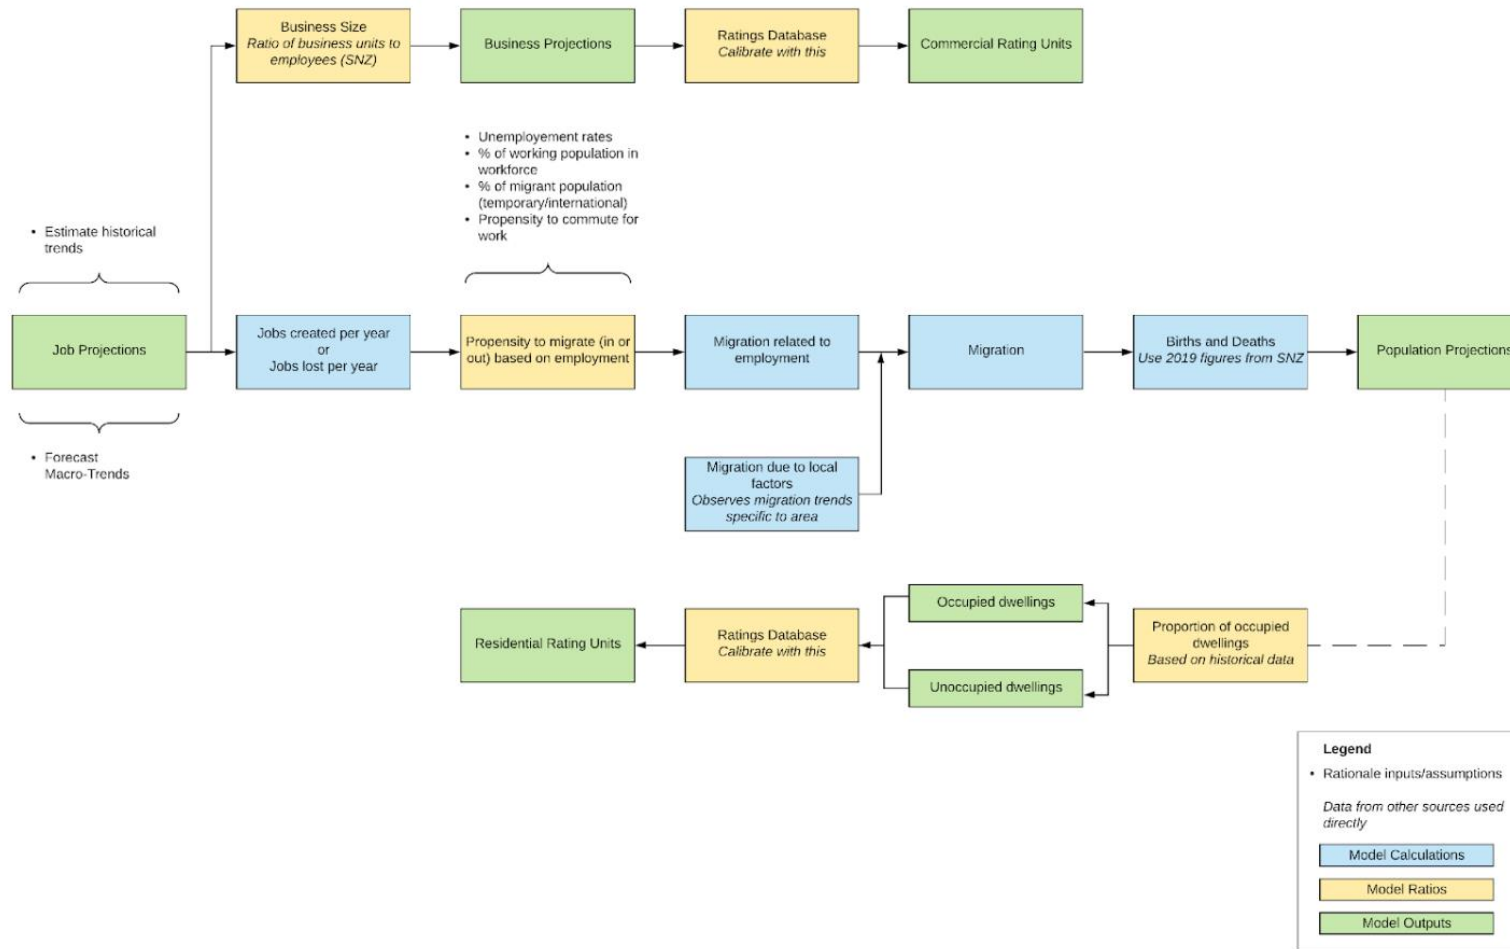 Business Size
Ratio of business units to
employees (SNZ)
Business Projections
Ratings Database
Calibrate with this
Commercial Rating Units
• Unemployement rates
• % of working population in
workforce
• % of migrant population
(temporary/international)
• Propensity to commute for
work
• Estimate historical
trends
Job Projections
Jobs created per year
or
Jobs lost per year
Propensity to migrate (in or
out) based on employment
Migration related to
employment
Migration
Births and Deaths
Use 2019 figures from SNZ
Population Projections
• Forecast
Macro-Trends
Migration due to local
factors
Observes migration trends
specific to area
Residential Rating Units
Ratings Database
Calibrate with this
Occupied dwellings
Unoccupied dwellings
Proportion of occupied
dwellings
Based on historical data
Legend
• Rationale inputs/assumptions
Data from other sources used
directly
Model Calculations
Model Ratios
Model Outputs